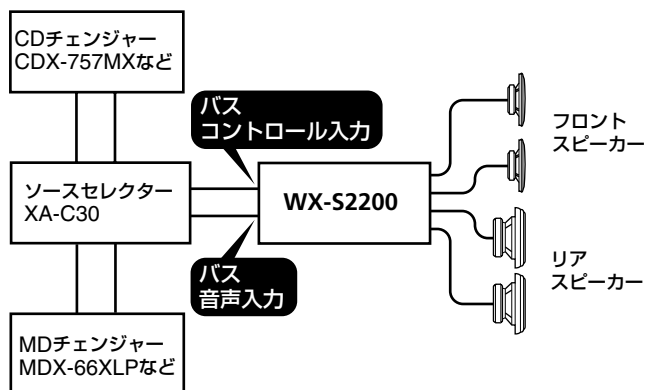 CDチェンジャー
CDX-757MXなど
バス
コントロール入力
フロント
スピーカー
ソースセレクター
XA-C30
WX-S2200
バス
音声入力
リア
スピーカー
MDチェンジャー
MDX-66XLPなど